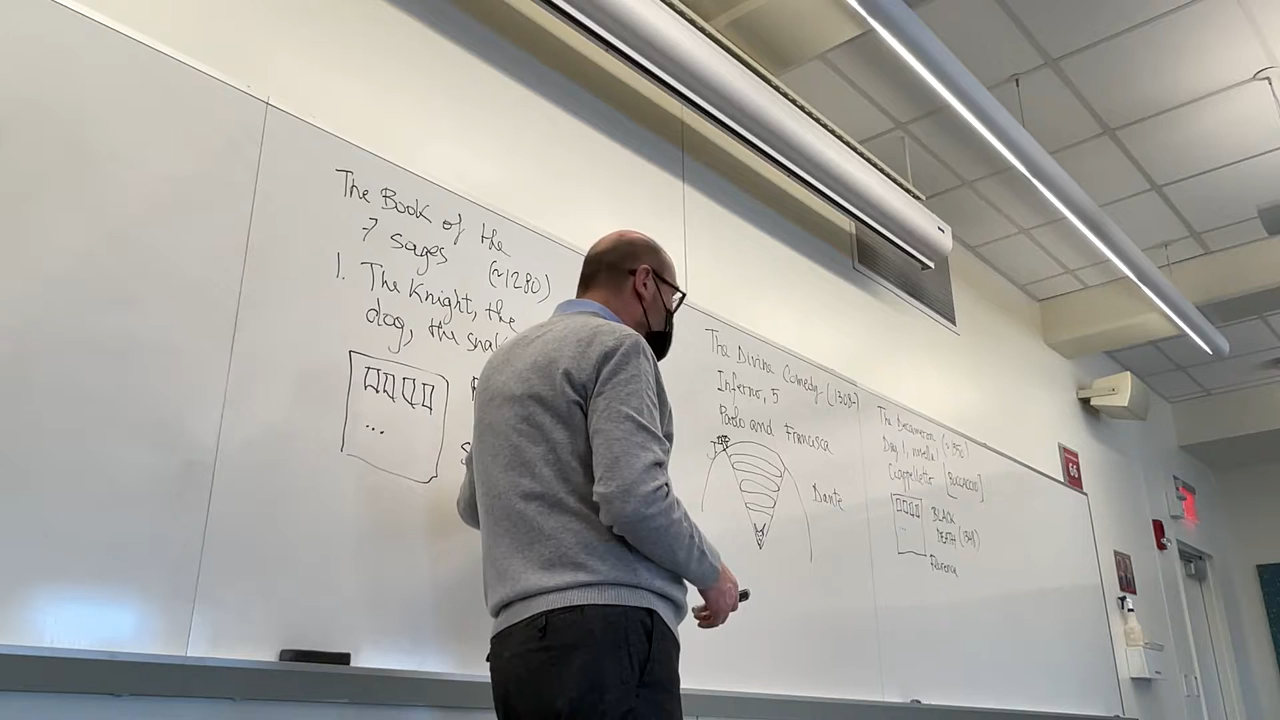 The Book of the
7 sages (~1280)
1. The Knight, the
dog, the
...
The Divine Comedy (1308-)
Inferno, 5
Paolo and Francesca
Dante
The Decameron (~1350)
Day 1, novella 1
Ciappelletto [BOCCACCIO]
BLACK
DEATH (1348)
Florence
66